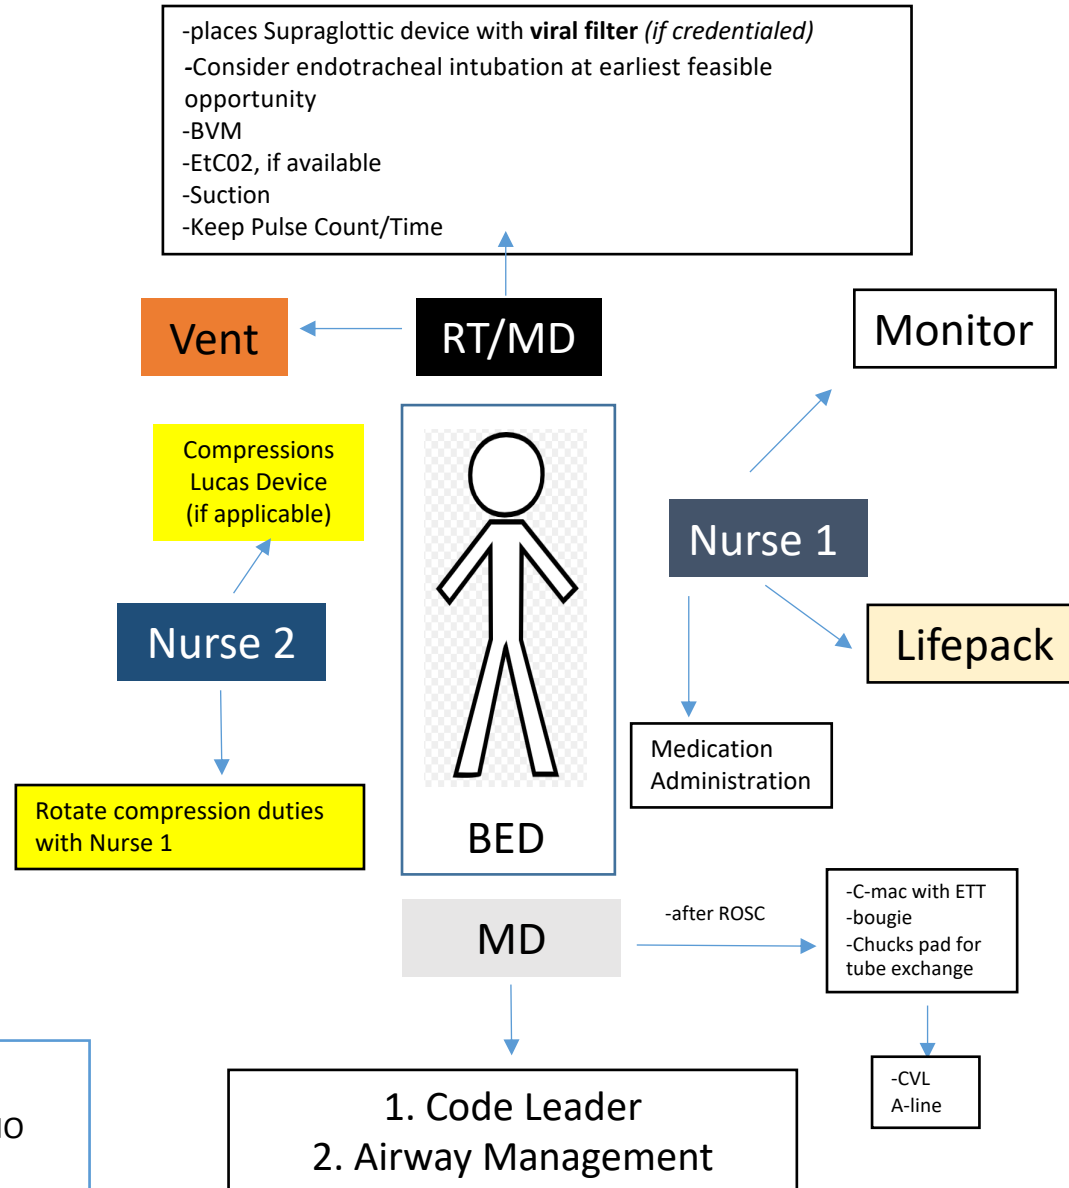 -places Supraglottic device with viral filter (if credentialed)
-Consider endotracheal intubation at earliest feasible
opportunity
-BVM
-EtC02, if available
-Suction
-Keep Pulse Count/Time
Vent
RT/MD
Monitor
Compressions
Lucas Device
(if applicable)
Nurse 1
Nurse 2
Lifepack
Medication
Administration
Rotate compression duties
with Nurse 1
BED
MD
-after ROSC
-C-mac with ETT
-bougie
-Chucks pad for
tube exchange
-CVL
A-line
1. Code Leader
2. Airway Management